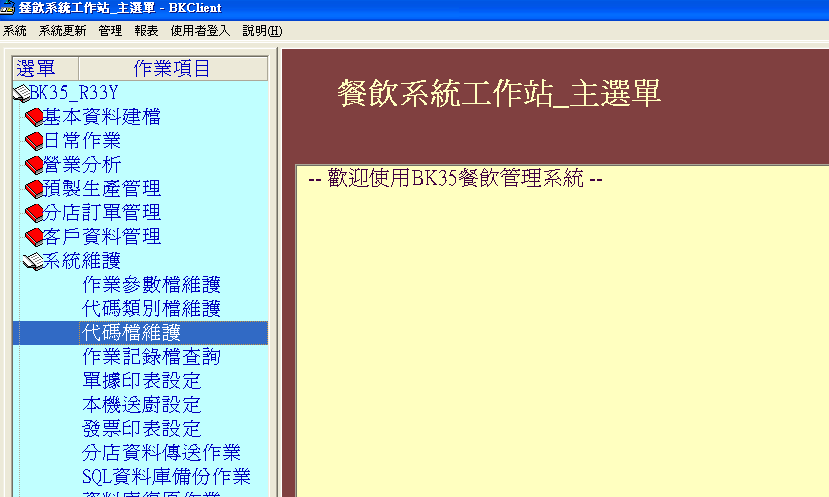 餐飲系統工作站_主選單 - BKClient
系統 系統更新 管理 報表 使用者登入 說明(H)
選單 作業項目
BK35_R33Y
基本資料建檔
日常作業
營業分析
預製生產管理
分店訂單管理
客戶資料管理
系統維護
作業參數檔維護
代碼類別檔維護
代碼檔維護
作業記錄檔查詢
單據印表設定
本機送廚設定
發票印表設定
分店資料傳送作業
SQL資料庫備份作業
資料庫復原作業
餐飲系統工作站_主選單
-- 歡迎使用BK35餐飲管理系統 --